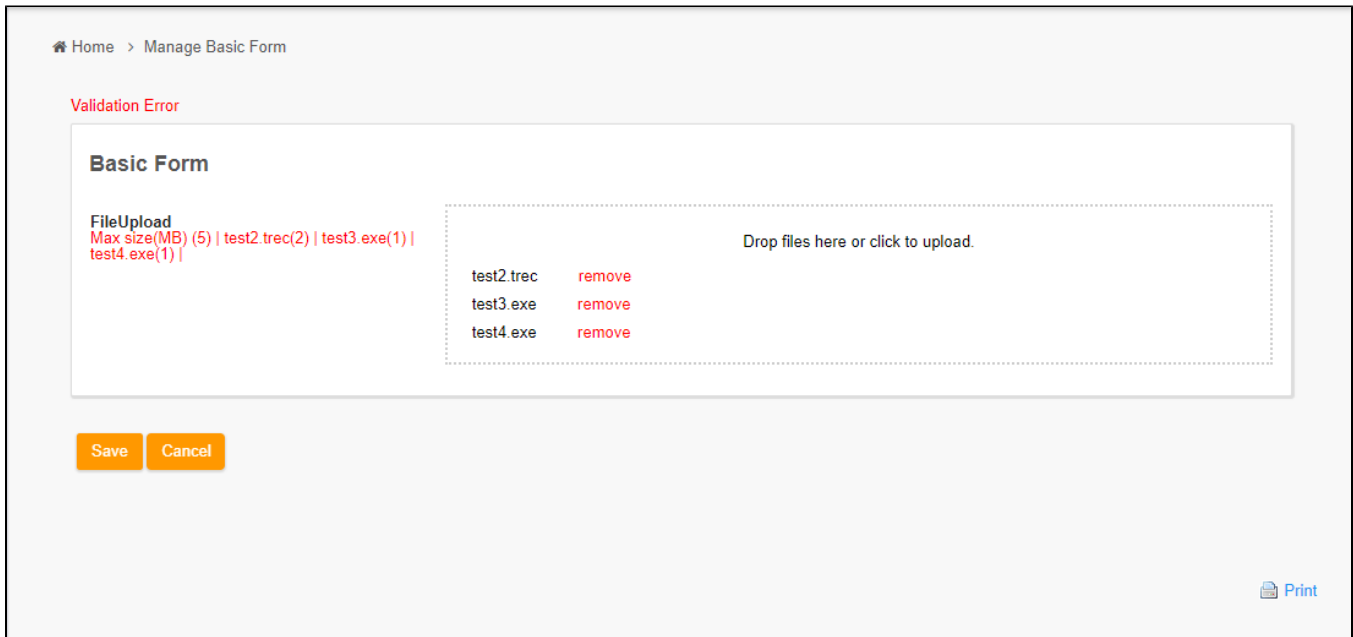 Home > Manage Basic Form
Validation Error
Basic Form
FileUpload
Max size(MB) (5) | test2.trec(2) | test3.exe(1) |
test4.exe(1) |
Drop files here or click to upload.
test2.trec remove
test3.exe remove
test4.exe remove
Save Cancel
Print